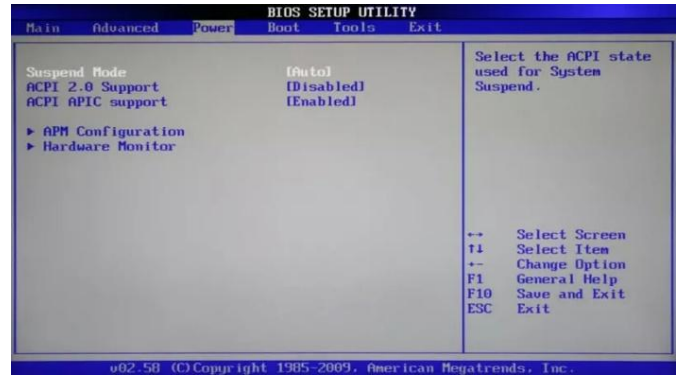 BIOS SETUP UTILITY
Main Advanced Power Boot Tools Exit
Suspend Mode [Auto]
ACPI 2.0 Support [Disabled]
ACPI APIC support [Enabled]
► APM Configuration
► Hardware Monitor
Select the ACPI state
used for System
Suspend.
↔ Select Screen
↑↓ Select Item
+- Change Option
F1 General Help
F10 Save and Exit
ESC Exit
v02.58 (C)Copyright 1985-2009, American Megatrends, Inc.